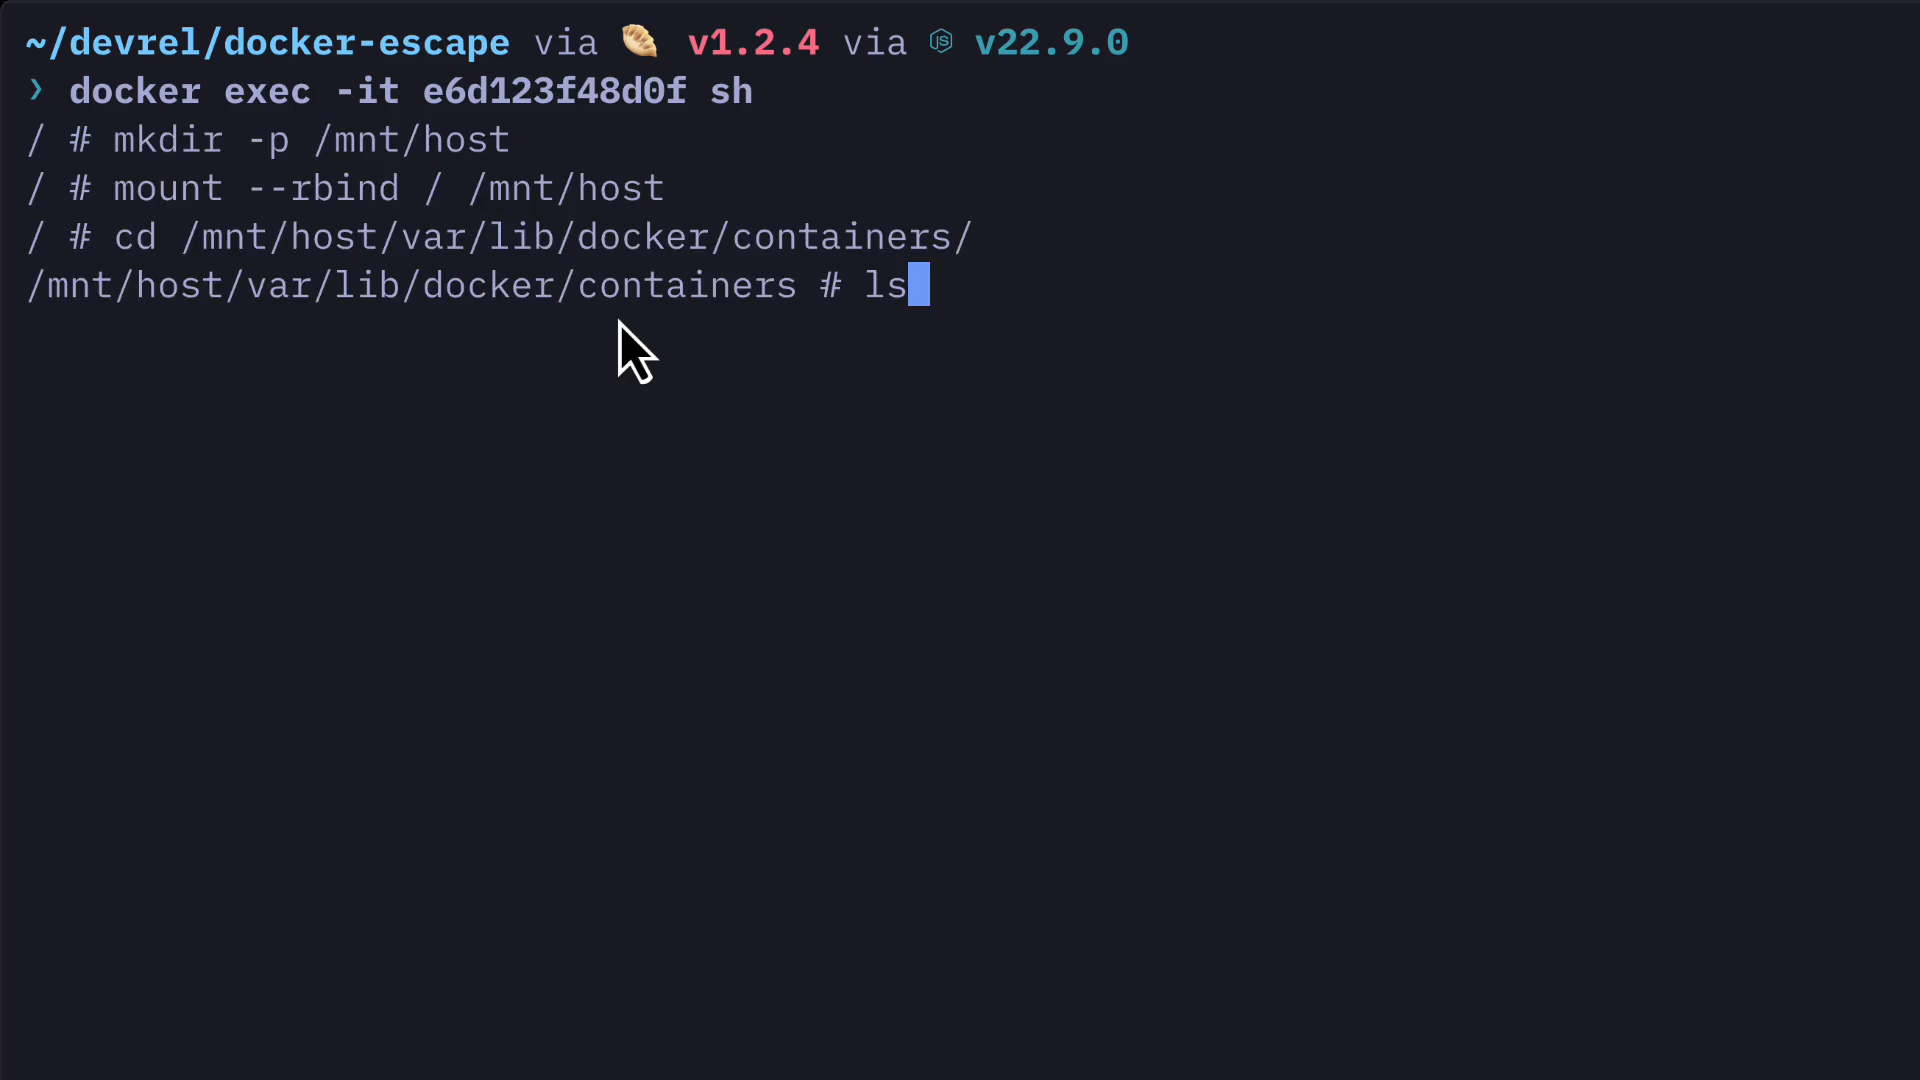 ~/devrel/docker-escape via 🥟 v1.2.4 via v22.9.0
❯ docker exec -it e6d123f48d0f sh
/ # mkdir -p /mnt/host
/ # mount --rbind / /mnt/host
/ # cd /mnt/host/var/lib/docker/containers/
/mnt/host/var/lib/docker/containers # ls